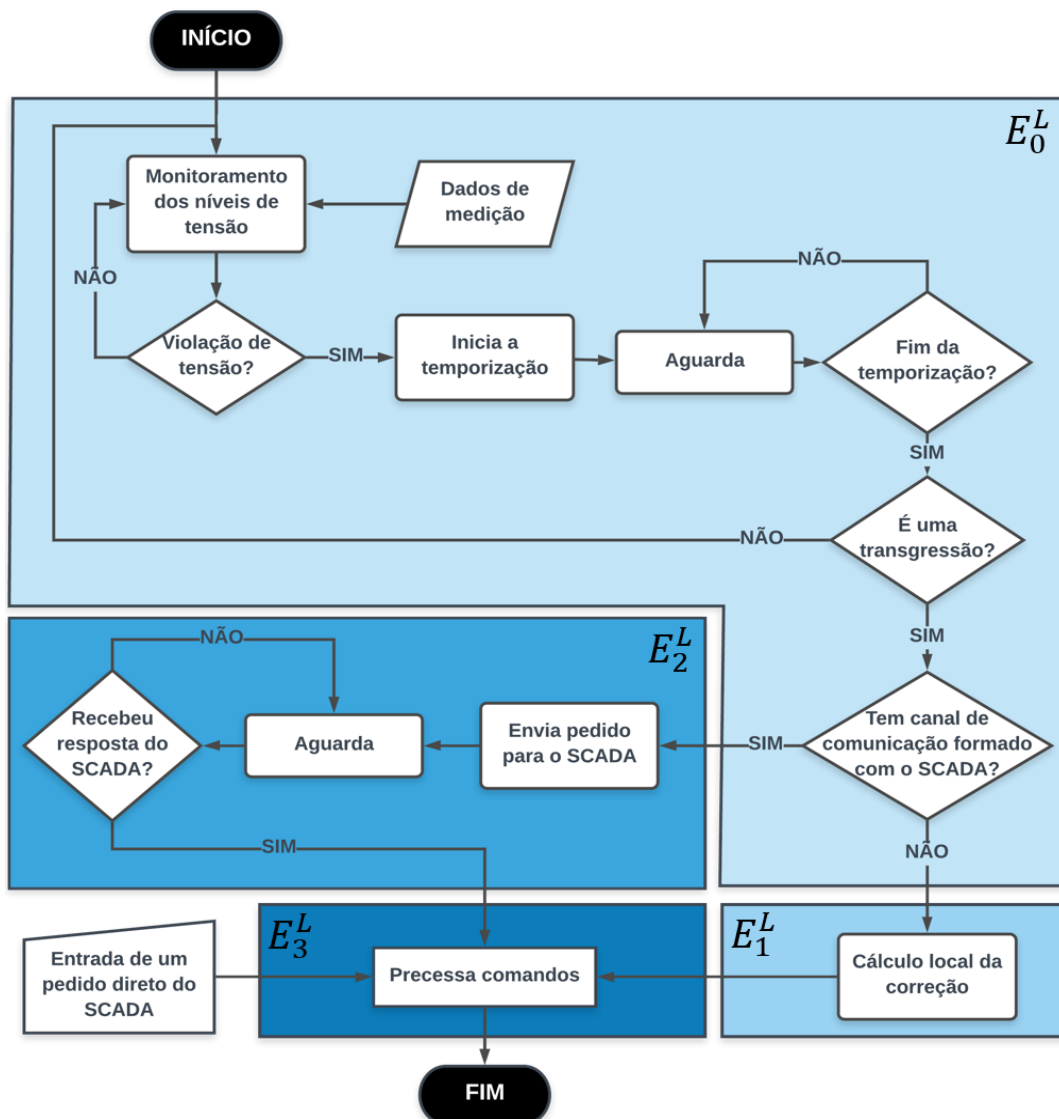 INÍCIO
E_0^L
Monitoramento
dos níveis de
tensão
Dados de
medição
NÃO
NÃO
Violação de
tensão?
SIM
Inicia a
temporização
Aguarda
Fim da
temporização?
SIM
É uma
transgressão?
NÃO
SIM
NÃO
E_2^L
Recebeu
resposta do
SCADA?
Aguarda
Envia pedido
para o SCADA
SIM
Tem canal de
comunicação formado
com o SCADA?
SIM
NÃO
E_3^L
E_1^L
Entrada de um
pedido direto do
SCADA
Precessa comandos
Cálculo local da
correção
FIM